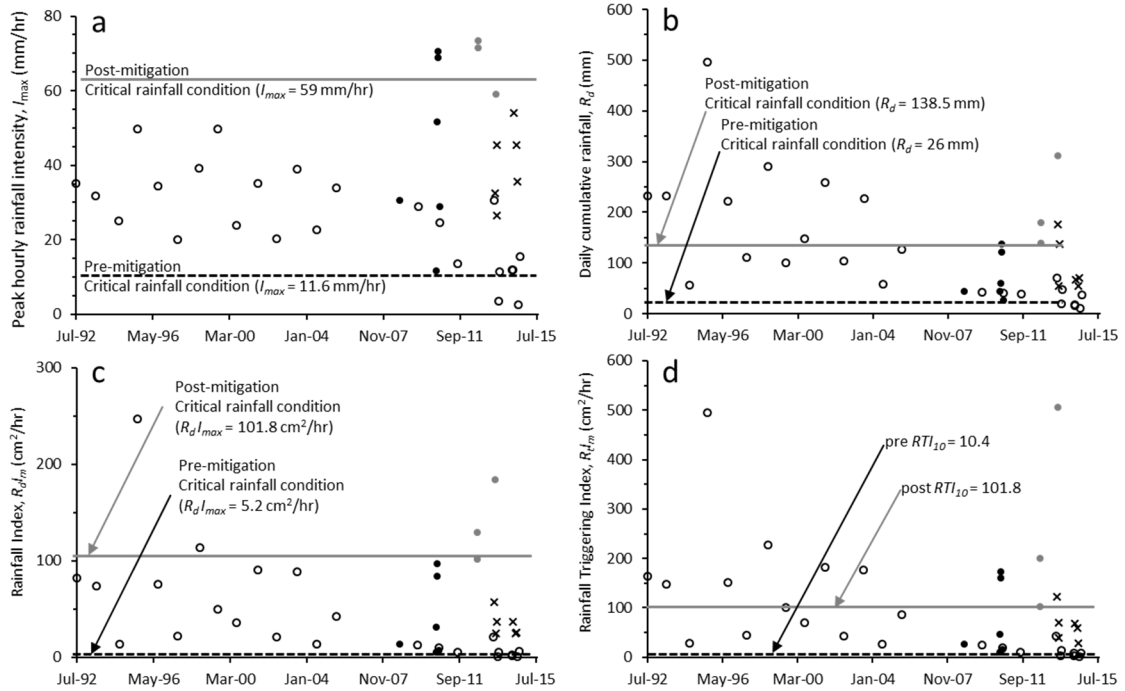 a
Peak hourly rainfall intensity, Imax (mm/hr)
80
60
40
20
0
Post-mitigation
Critical rainfall condition (Imax = 59 mm/hr)
Pre-mitigation
Critical rainfall condition (Imax = 11.6 mm/hr)
Jul-92 May-96 Mar-00 Jan-04 Nov-07 Sep-11 Jul-15
b
Daily cumulative rainfall, Rd (mm)
600
500
400
300
200
100
0
Post-mitigation
Critical rainfall condition (Rd = 138.5 mm)
Pre-mitigation
Critical rainfall condition (Rd = 26 mm)
Jul-92 May-96 Mar-00 Jan-04 Nov-07 Sep-11 Jul-15
c
Rainfall Index, RdIm (cm²/hr)
300
200
100
0
Post-mitigation
Critical rainfall condition
(Rd Imax = 101.8 cm²/hr)
Pre-mitigation
Critical rainfall condition
(Rd Imax = 5.2 cm²/hr)
Jul-92 May-96 Mar-00 Jan-04 Nov-07 Sep-11 Jul-15
d
Rainfall Triggering Index, RtIm (cm²/hr)
600
500
400
300
200
100
0
pre RTI10 = 10.4
post RTI10 = 101.8
Jul-92 May-96 Mar-00 Jan-04 Nov-07 Sep-11 Jul-15